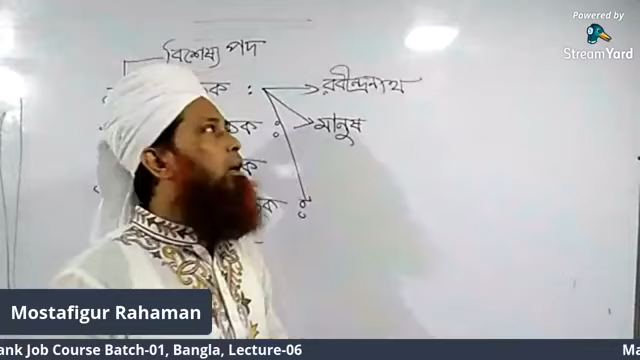 Powered by
StreamYard
বিশেষ্য পদ
ক : রবীন্দ্রনাথ
মানুষ
Mostafigur Rahaman
ank Job Course Batch-01, Bangla, Lecture-06
Ma